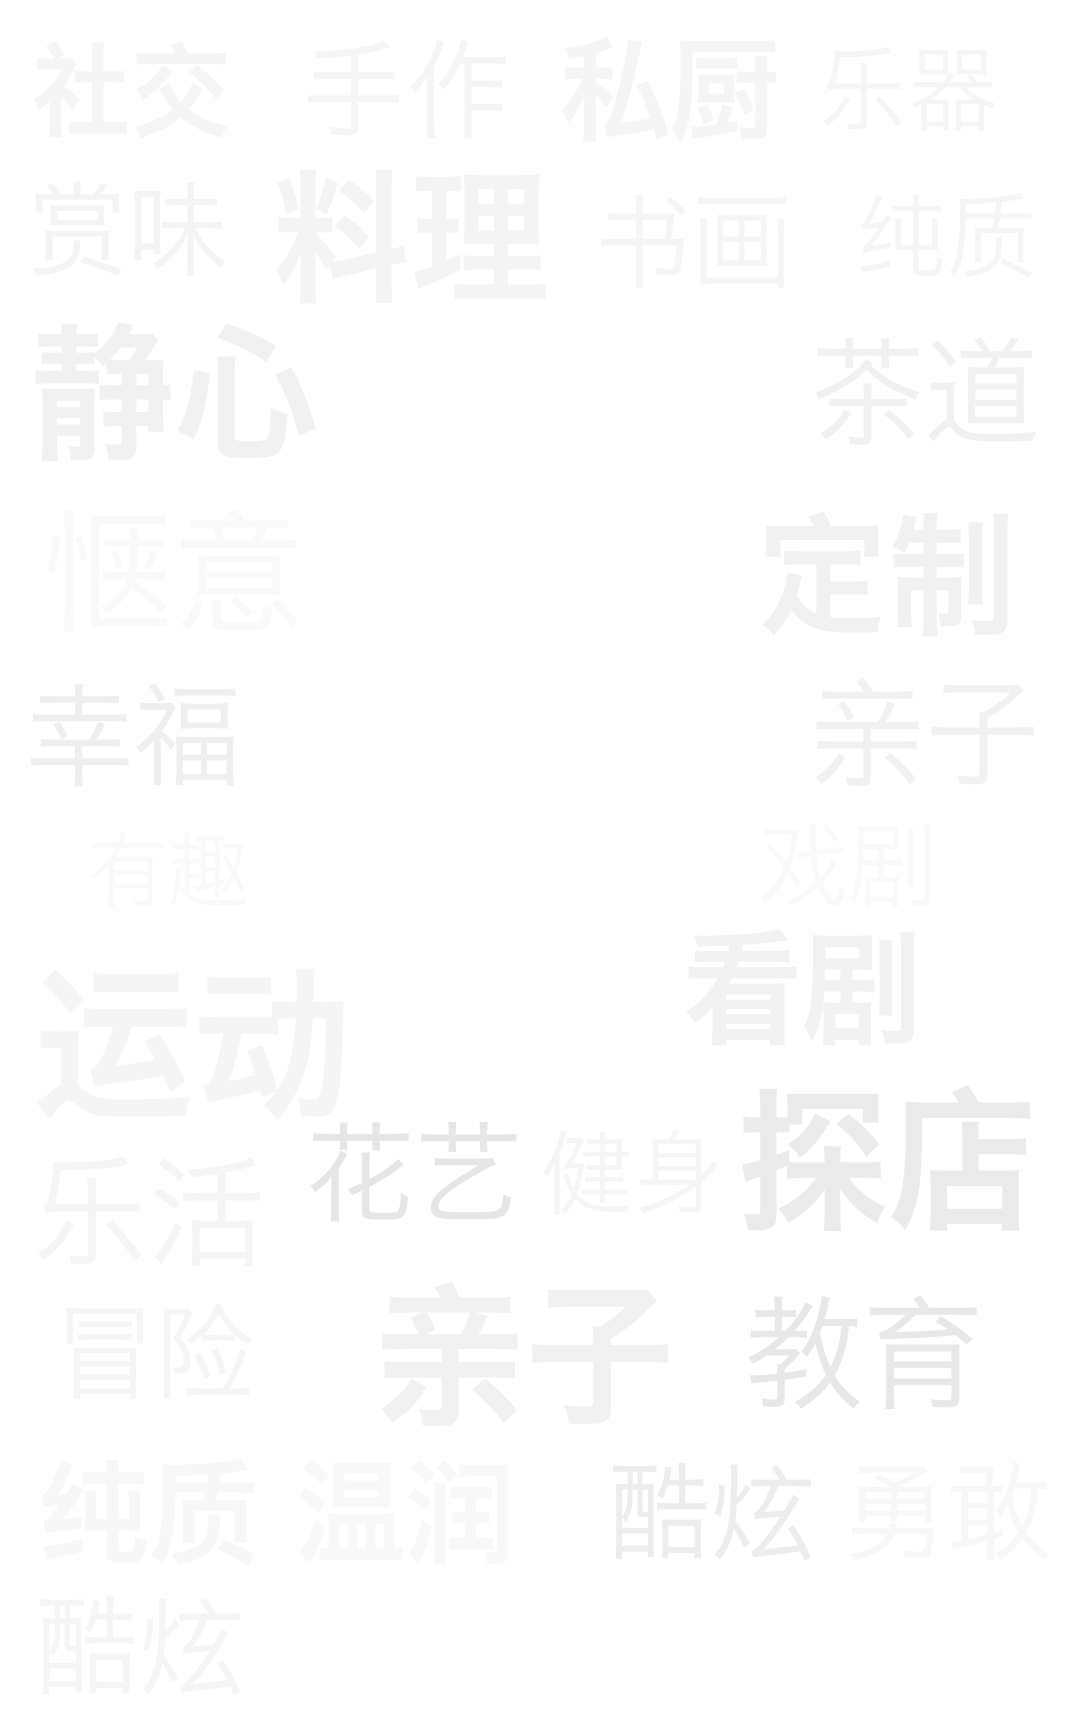 社交 手作 私厨 乐器
赏味 料理 书画 纯质
静心 茶道
惬意 定制
幸福 亲子
有趣 戏剧
看剧
运动
探店
花艺 健身
乐活
亲子 教育
冒险
纯质 温润 酷炫 勇敢
酷炫